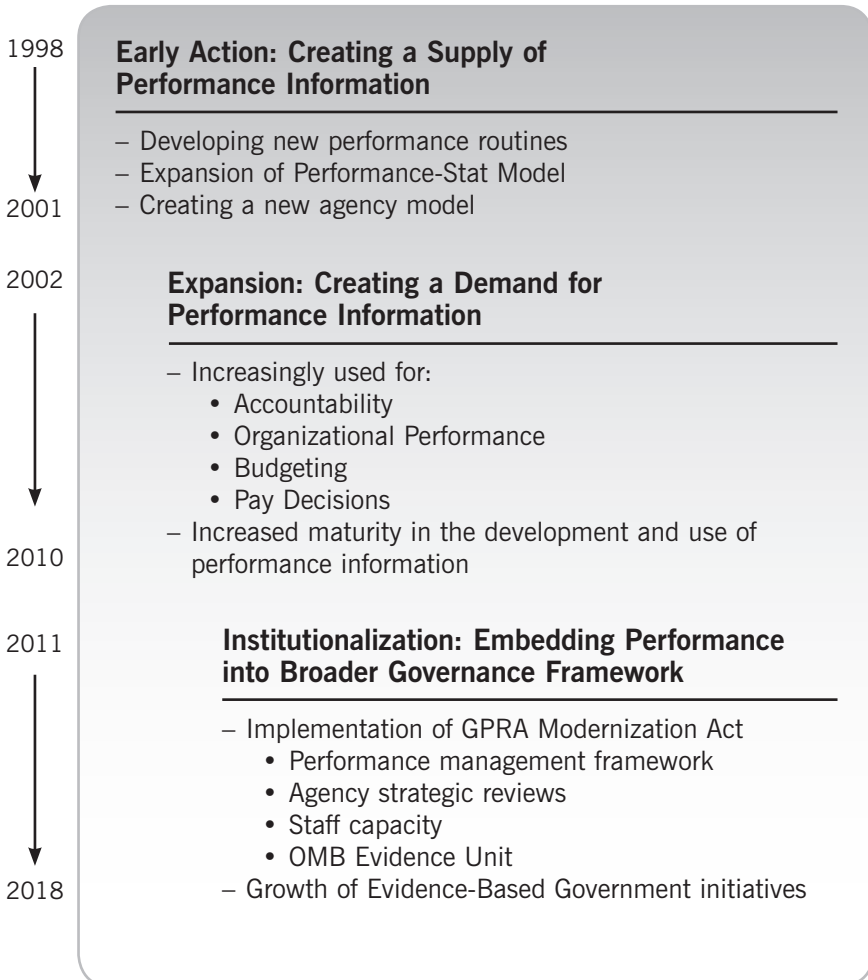 1998
Early Action: Creating a Supply of
Performance Information
– Developing new performance routines
– Expansion of Performance-Stat Model
2001
– Creating a new agency model
2002
Expansion: Creating a Demand for
Performance Information
– Increasingly used for:
• Accountability
• Organizational Performance
• Budgeting
• Pay Decisions
– Increased maturity in the development and use of
2010
performance information
2011
Institutionalization: Embedding Performance
into Broader Governance Framework
– Implementation of GPRA Modernization Act
• Performance management framework
• Agency strategic reviews
• Staff capacity
• OMB Evidence Unit
2018
– Growth of Evidence-Based Government initiatives